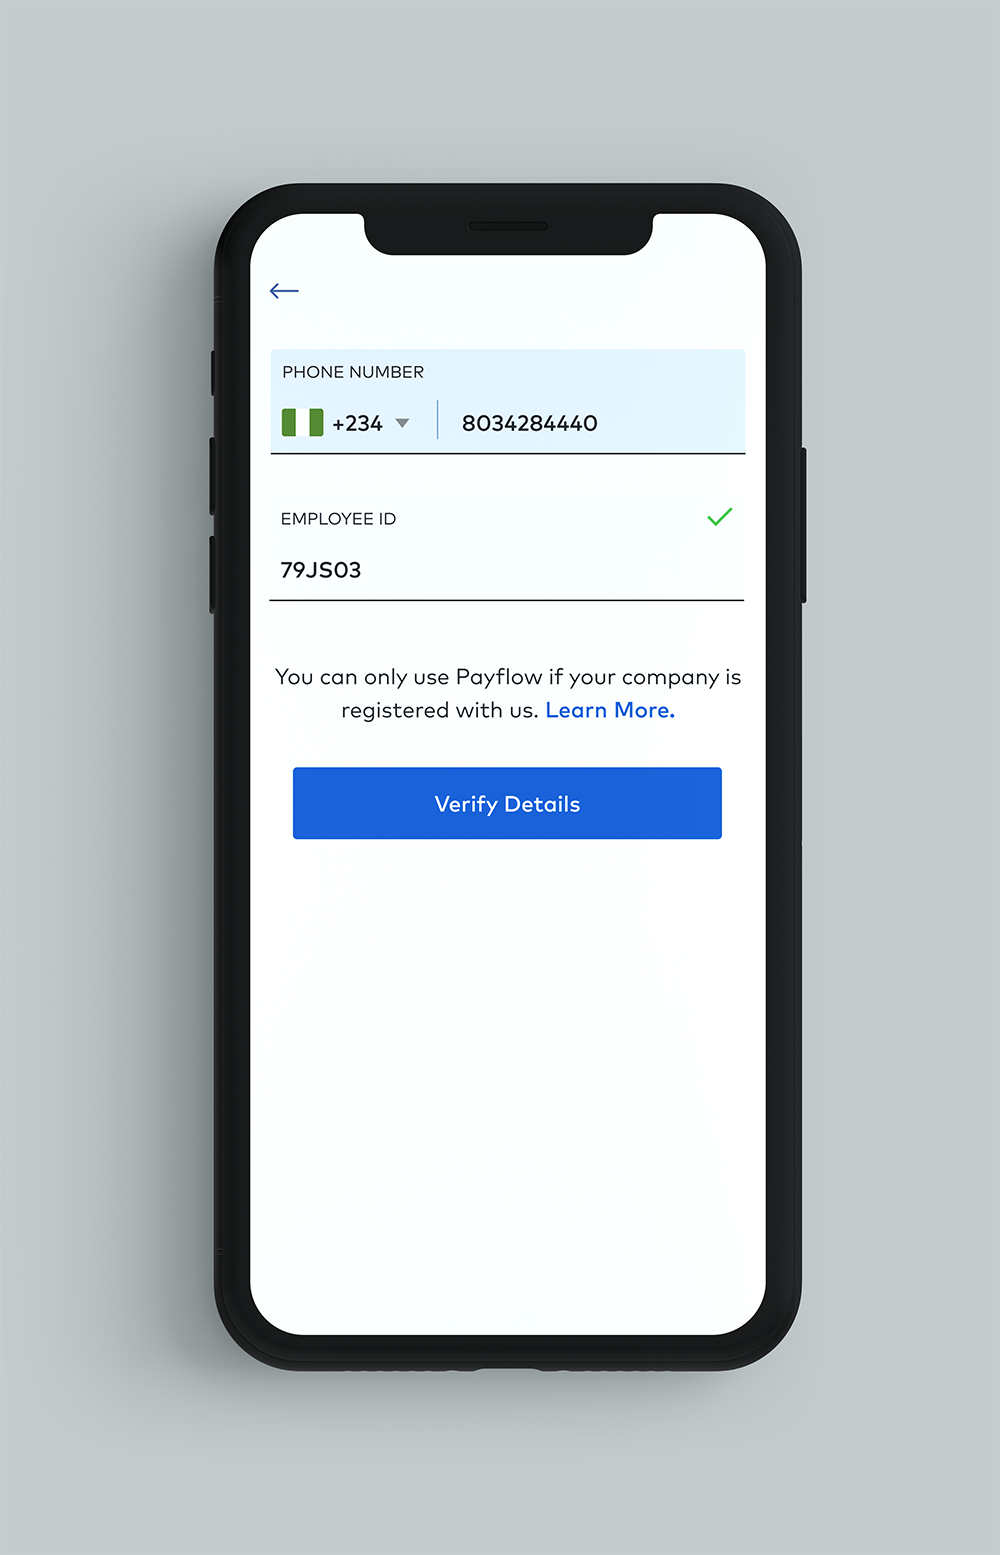 PHONE NUMBER
+234 8034284440
EMPLOYEE ID
79JS03
You can only use Payflow if your company is
registered with us. Learn More.
Verify Details